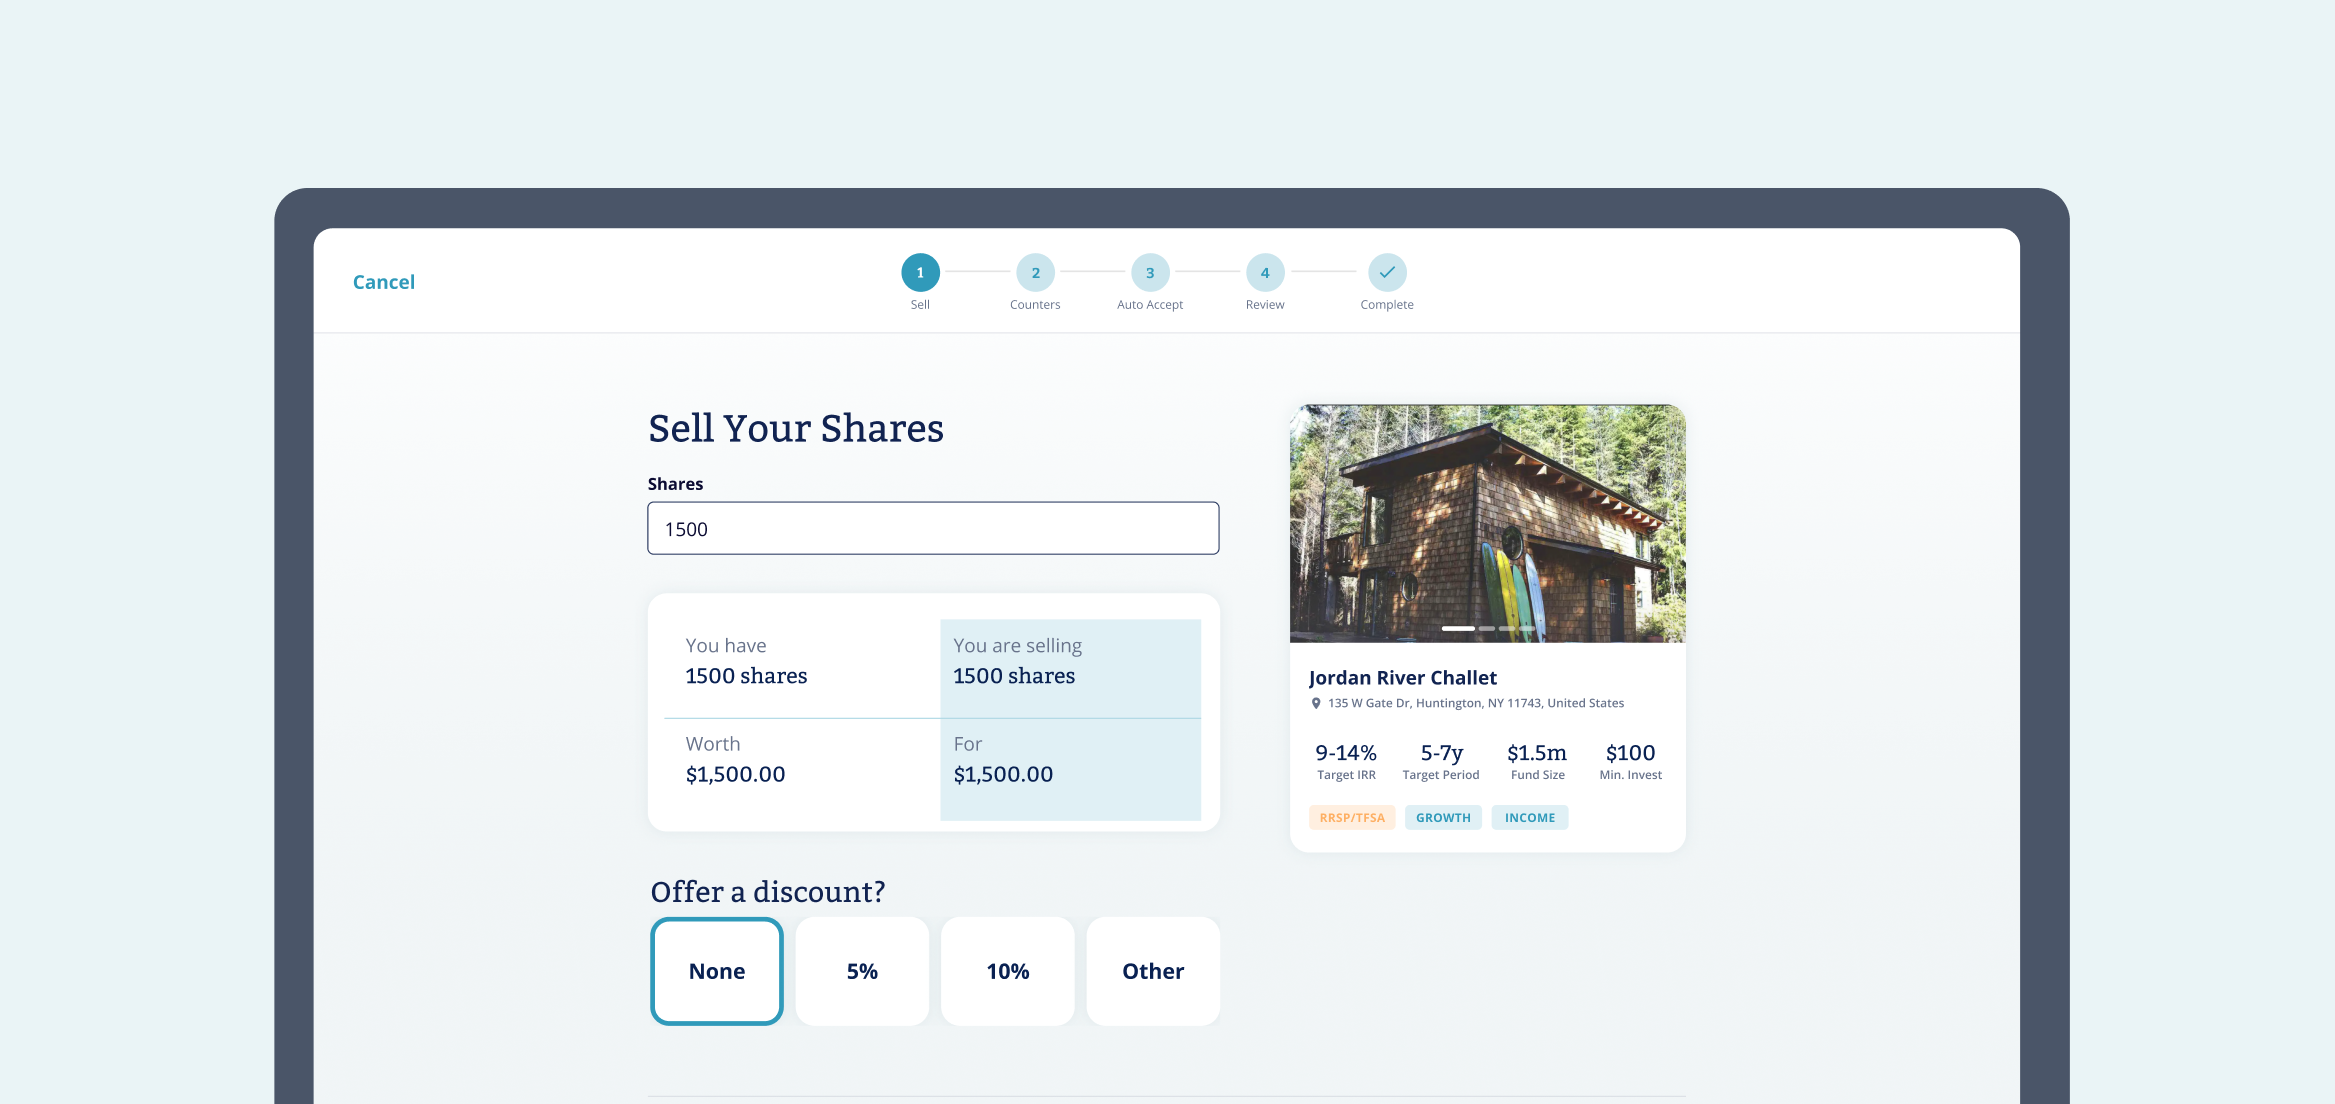 Cancel
1
2
3
4
Sell
Counters
Auto Accept
Review
Complete
Sell Your Shares
Shares
1500
You have
1500 shares
You are selling
1500 shares
Worth
$1,500.00
For
$1,500.00
Offer a discount?
None
5%
10%
Other
Jordan River Challet
135 W Gate Dr, Huntington, NY 11743, United States
9-14%
Target IRR
5-7y
Target Period
$1.5m
Fund Size
$100
Min. Invest
RRSP/TFSA
GROWTH
INCOME